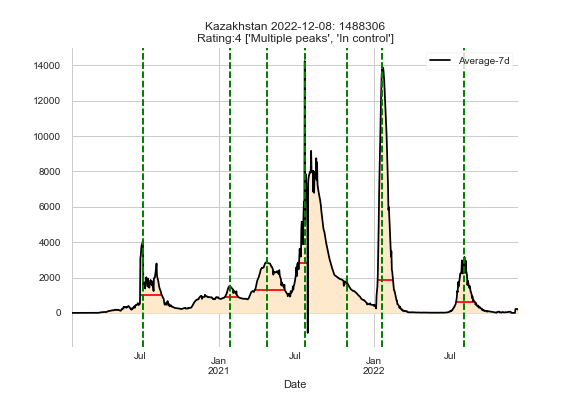 Kazakhstan 2022-12-08: 1488306
Rating:4 ['Multiple peaks', 'In control']
Average-7d
14000
12000
10000
8000
6000
4000
2000
0
Jul
Jan
2021
Jul
Jan
2022
Jul
Date